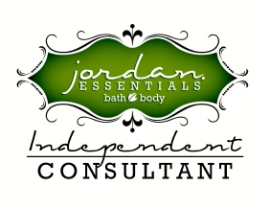 jordan.
ESSENTIALS
bath & body
Independent
CONSULTANT